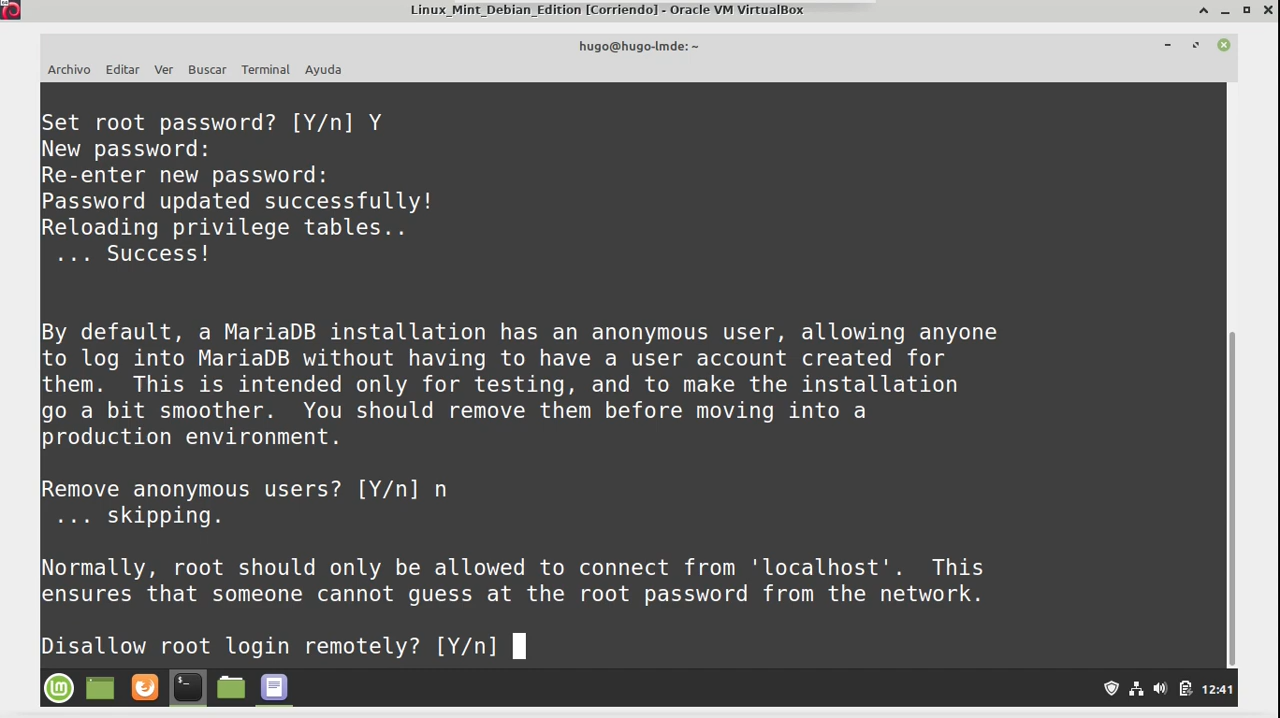 Linux_Mint_Debian_Edition [Corriendo] - Oracle VM VirtualBox
hugo@hugo-lmde: ~
Archivo Editar Ver Buscar Terminal Ayuda
Set root password? [Y/n] Y
New password:
Re-enter new password:
Password updated successfully!
Reloading privilege tables..
 ... Success!
By default, a MariaDB installation has an anonymous user, allowing anyone
to log into MariaDB without having to have a user account created for
them.  This is intended only for testing, and to make the installation
go a bit smoother.  You should remove them before moving into a
production environment.
Remove anonymous users? [Y/n] n
 ... skipping.
Normally, root should only be allowed to connect from 'localhost'.  This
ensures that someone cannot guess at the root password from the network.
Disallow root login remotely? [Y/n]
12:41